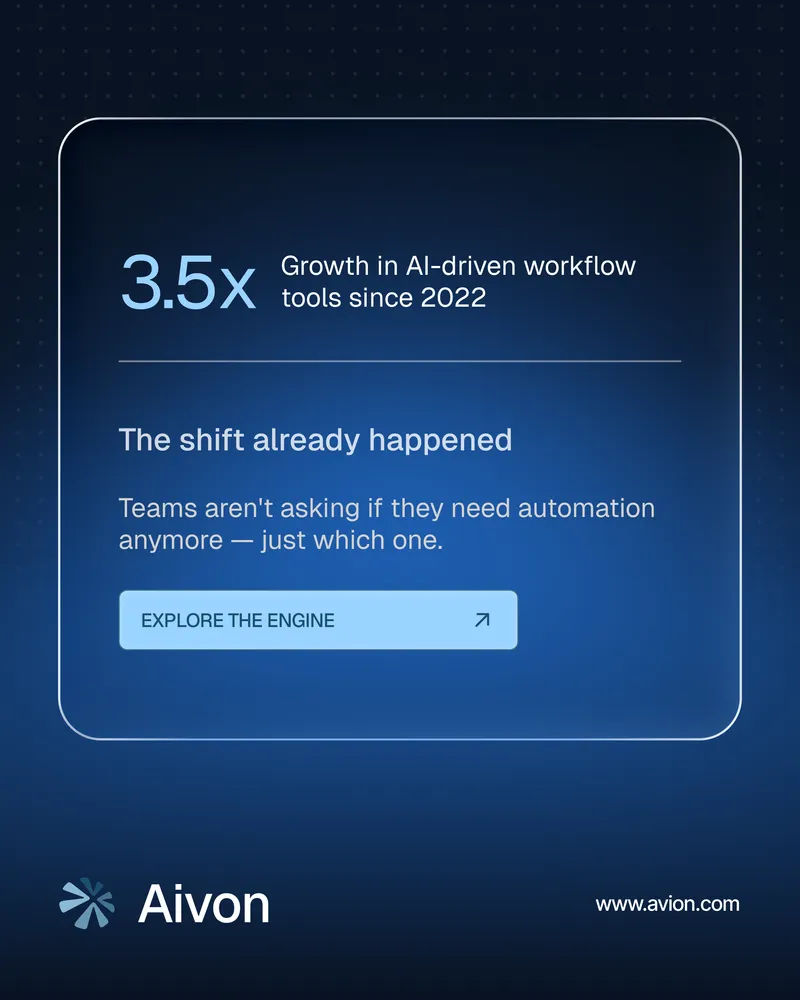 3.5x
Growth in AI-driven workflow
tools since 2022
The shift already happened
Teams aren't asking if they need automation
anymore — just which one.
EXPLORE THE ENGINE
Aivon
www.avion.com